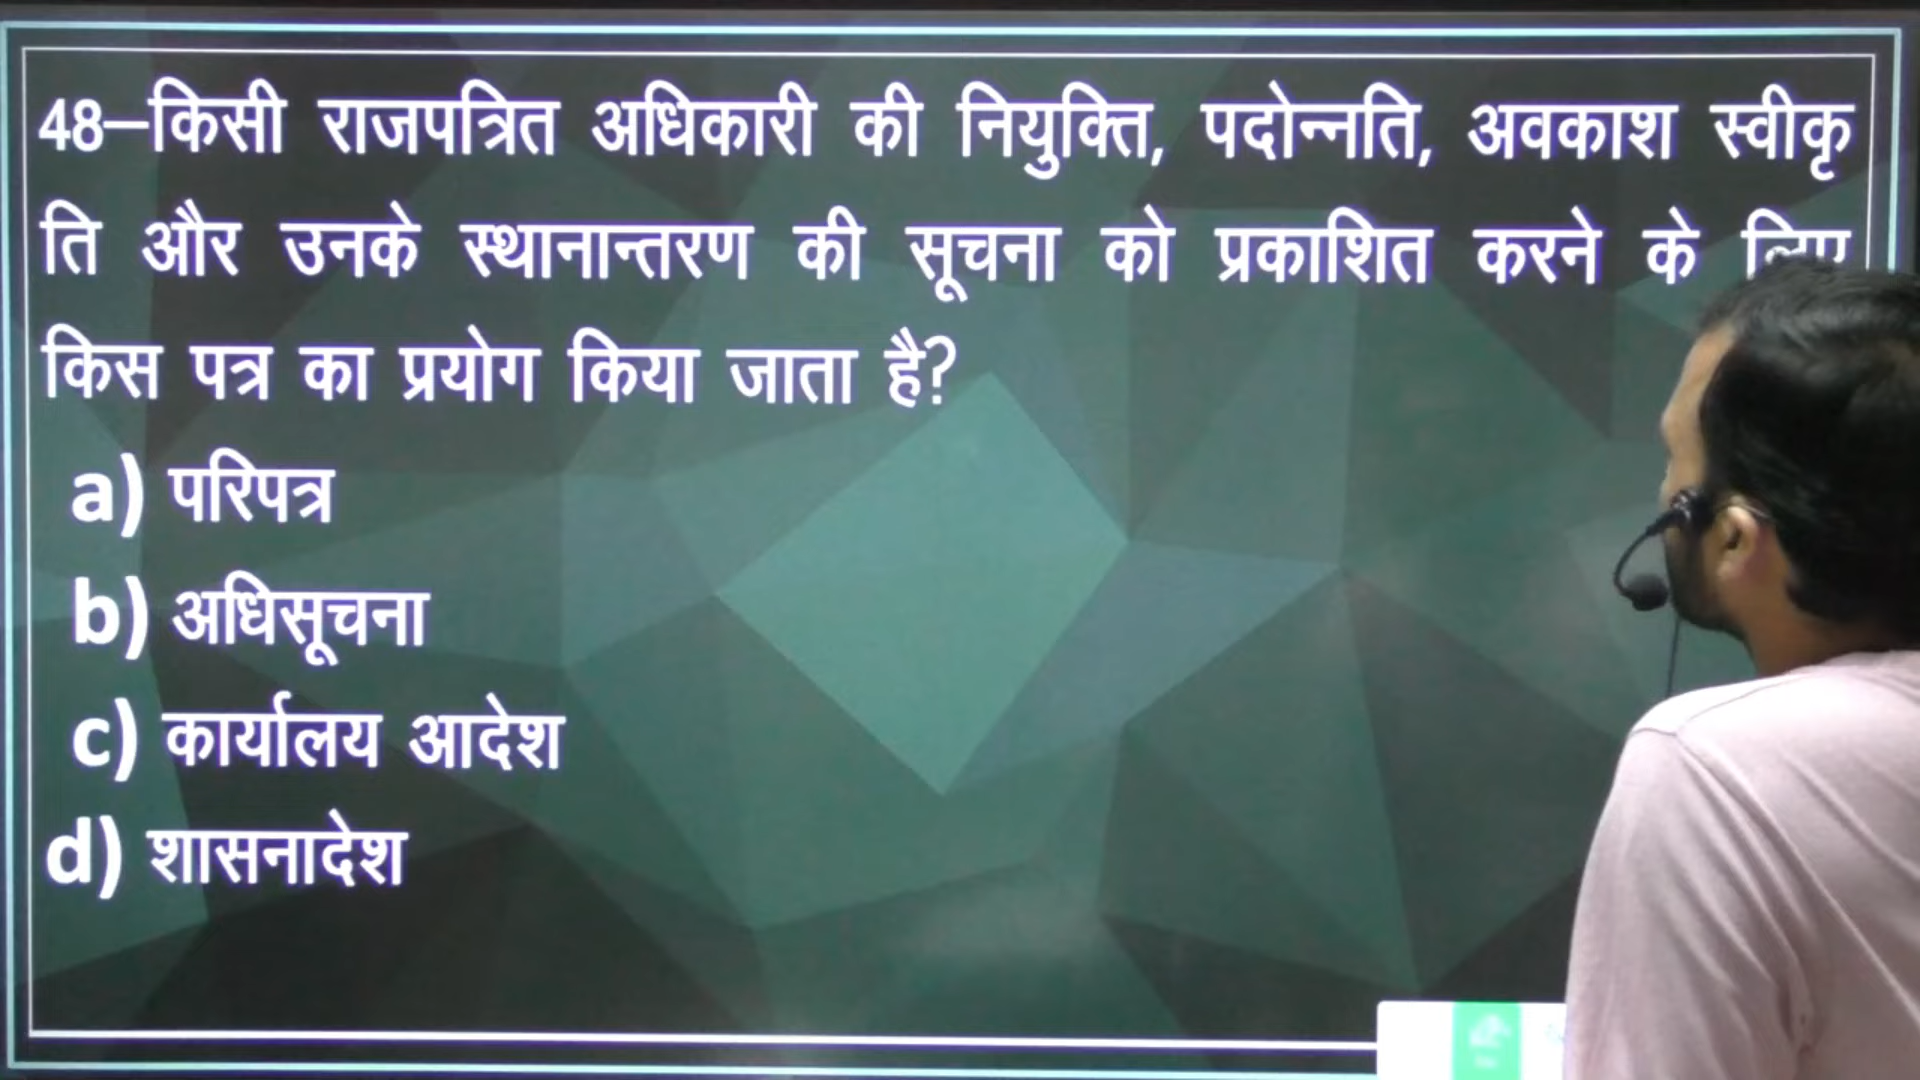 48–किसी राजपत्रित अधिकारी की नियुक्ति, पदोन्नति, अवकाश स्वीकृ
ति और उनके स्थानान्तरण की सूचना को प्रकाशित करने के लिए
किस पत्र का प्रयोग किया जाता है?
a) परिपत्र
b) अधिसूचना
c) कार्यालय आदेश
d) शासनादेश